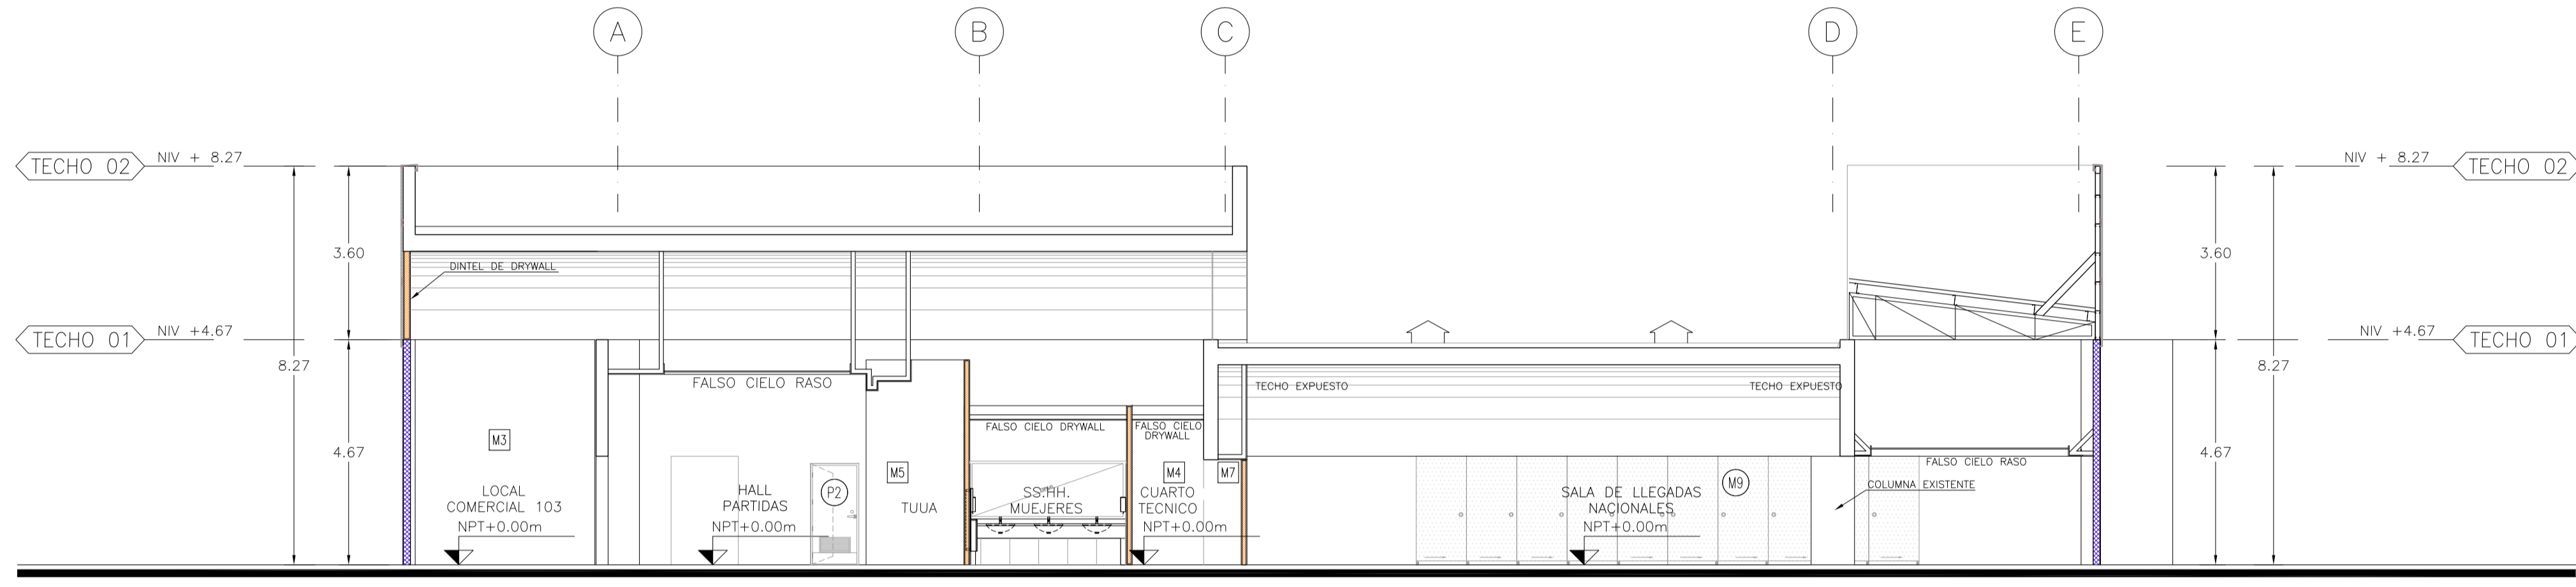 A
B
C
D
E
TECHO 02
NIV + 8.27
NIV + 8.27
TECHO 02
3.60
3.60
DINTEL DE DRYWALL
TECHO 01
NIV +4.67
NIV +4.67
TECHO 01
8.27
8.27
FALSO CIELO RASO
TECHO EXPUESTO
TECHO EXPUESTO
FALSO CIELO DRYWALL
FALSO CIELO
DRYWALL
M3
4.67
4.67
M5
M4
M7
M9
FALSO CIELO RASO
COLUMNA EXISTENTE
LOCAL
COMERCIAL 103
NPT+0.00m
HALL
PARTIDAS
NPT+0.00m
P2
TUUA
SS.HH.
MUEJERES
CUARTO
TECNICO
NPT+0.00m
SALA DE LLEGADAS
NACIONALES
NPT+0.00m